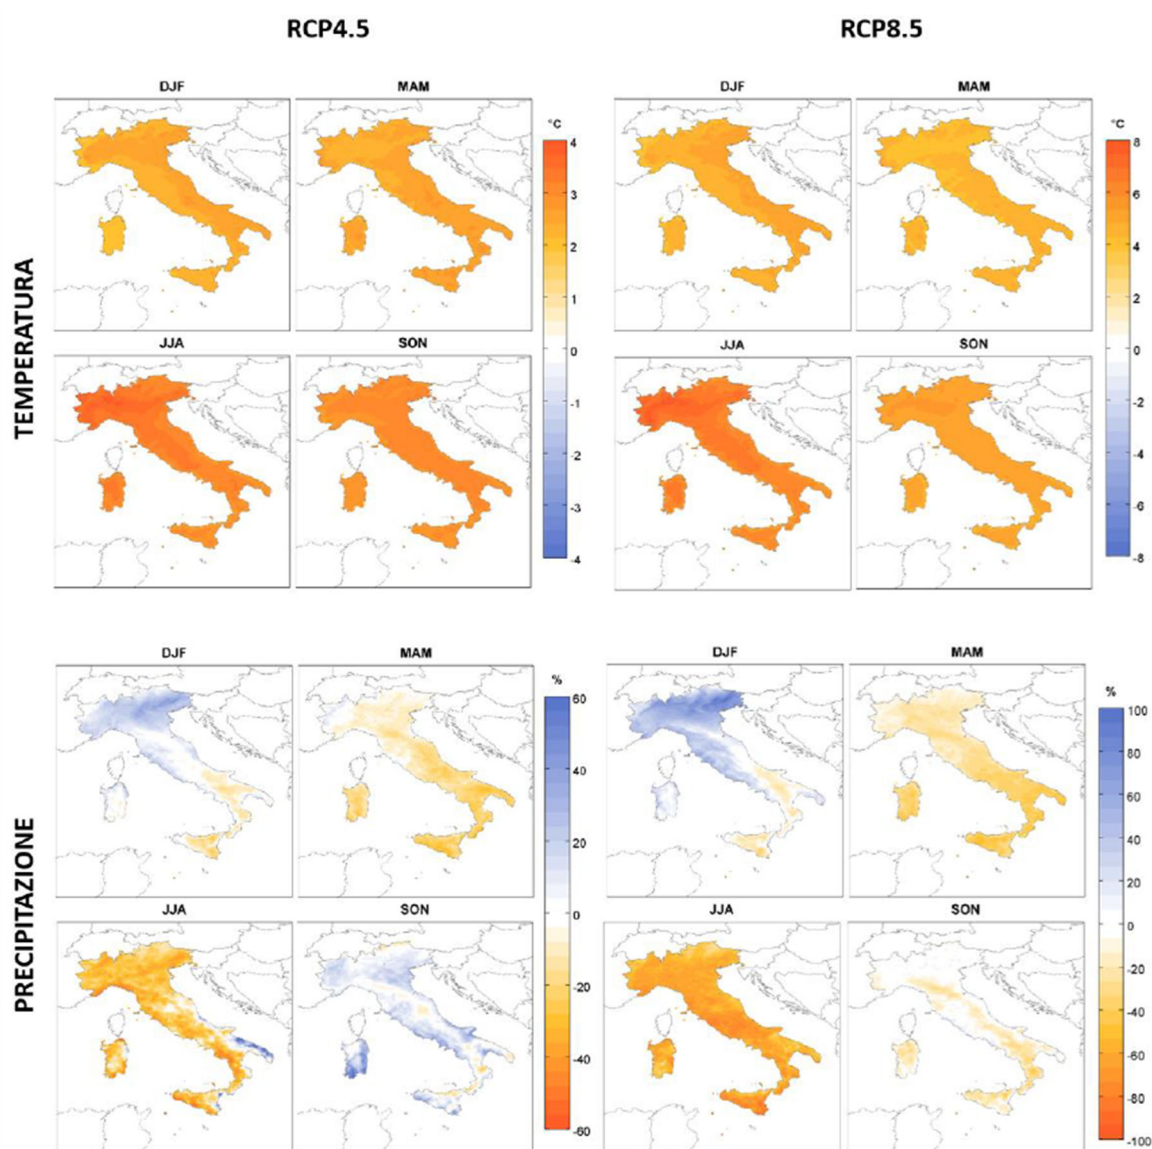 RCP4.5 RCP8.5
DJF MAM DJF MAM
°C °C
4 8
3 6
2 4
1 2
0 0
JJA SON JJA SON
-1 -2
-2 -4
-3 -6
-4 -8
TEMPERATURA
DJF MAM DJF MAM
% %
60 100
80
40 60
40
20 20
0 0
JJA SON JJA SON
-20 -20
-40
-40 -60
-80
-60 -100
PRECIPITAZIONE